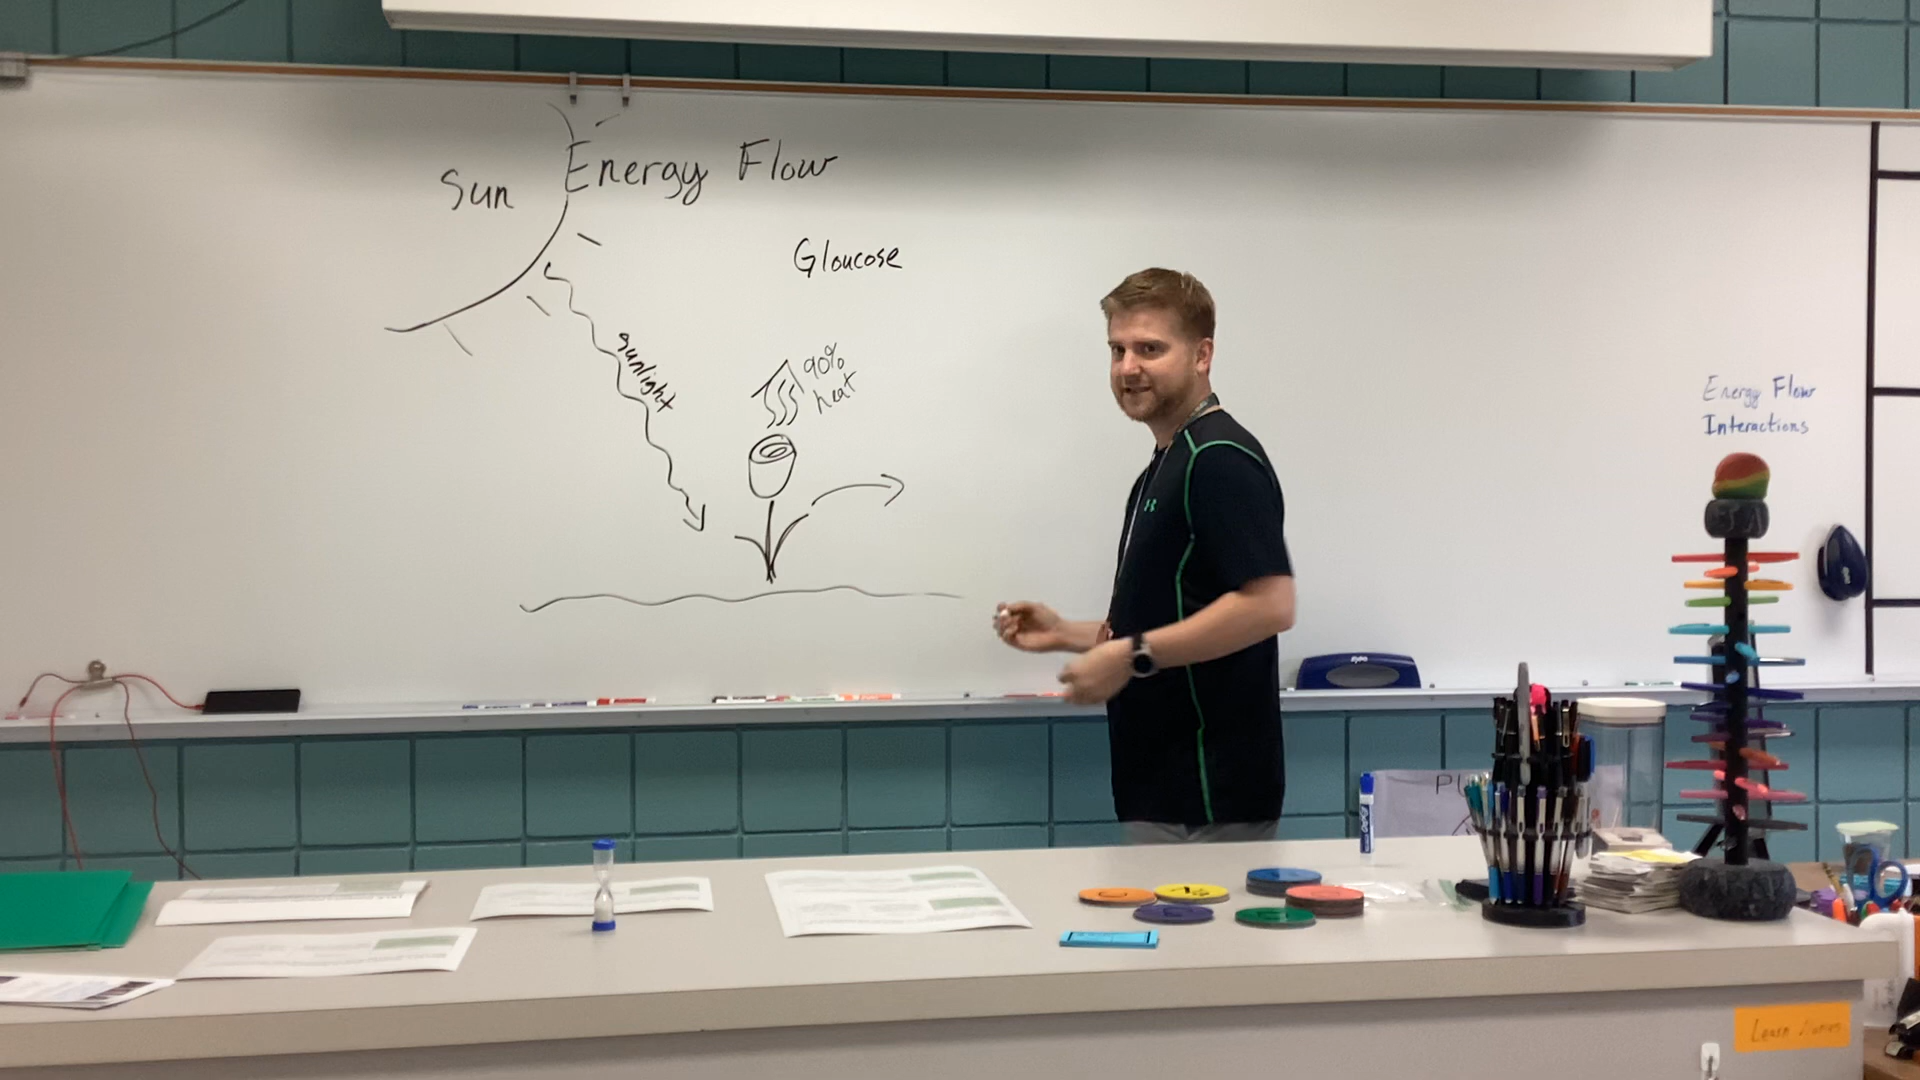 Sun
Energy Flow
Gloucose
sunlight
90%
heat
Energy Flow
Interactions